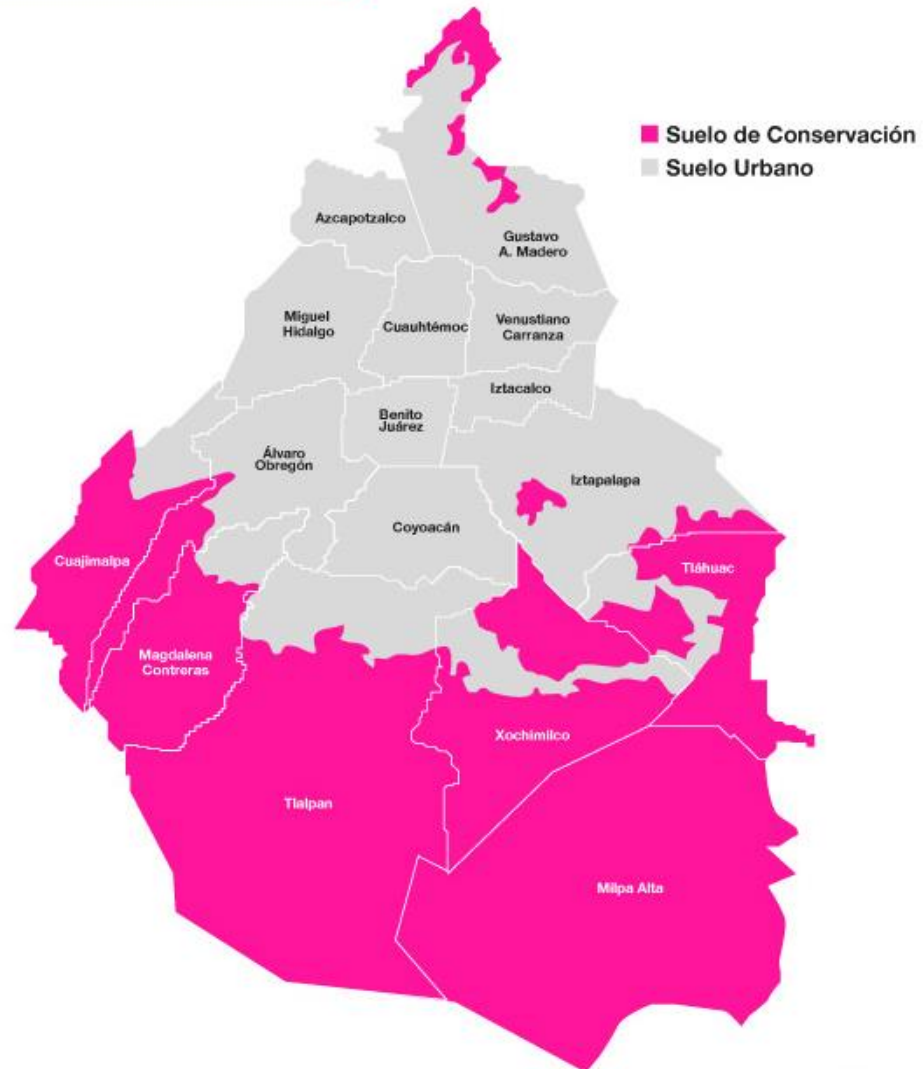 Suelo de Conservación
Suelo Urbano
Azcapotzalco
Gustavo
A. Madero
Miguel
Hidalgo
Cuauhtémoc
Venustiano
Carranza
Iztacalco
Benito
Juárez
Álvaro
Obregón
Iztapalapa
Coyoacán
Cuajimalpa
Tláhuac
Magdalena
Contreras
Xochimilco
Tlalpan
Milpa Alta